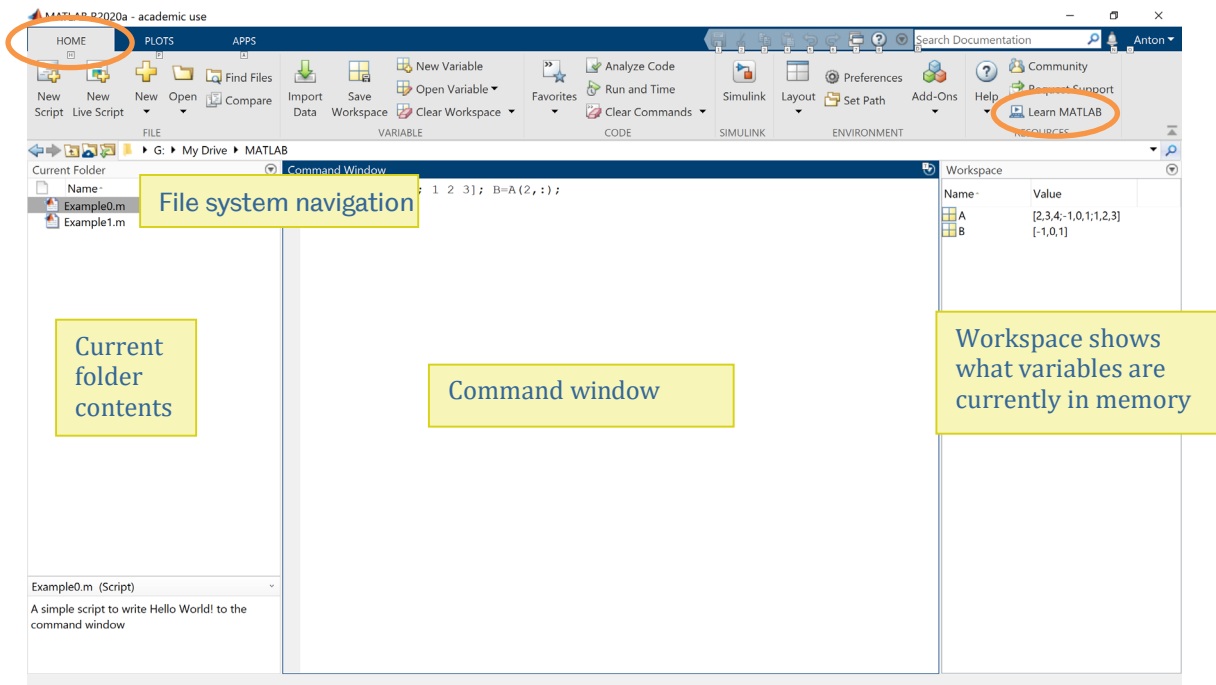 MATLAB R2020a - academic use
HOME PLOTS APPS
H P A
Search Documentation
Anton
New Script
New Live Script
New
Open
Find Files
Compare
FILE
Import Data
Save Workspace
New Variable
Open Variable
Clear Workspace
VARIABLE
Favorites
Analyze Code
Run and Time
Clear Commands
CODE
Simulink
SIMULINK
Layout
Preferences
Set Path
Add-Ons
ENVIRONMENT
Help
Community
Request Support
Learn MATLAB
RESOURCES
G: My Drive MATLAB
Current Folder
Name
Example0.m
Example1.m
File system navigation
Command Window
; 1 2 3]; B=A(2,:);
Workspace
Name Value
A [2,3,4;-1,0,1;1,2,3]
B [-1,0,1]
Current
folder
contents
Command window
Workspace shows
what variables are
currently in memory
Example0.m (Script)
A simple script to write Hello World! to the
command window